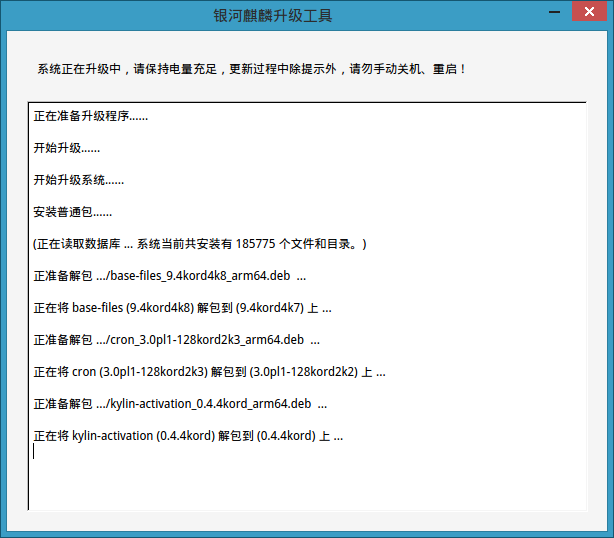 银河麒麟升级工具
系统正在升级中，请保持电量充足，更新过程中除提示外，请勿手动关机、重启！
正在准备升级程序......
开始升级......
开始升级系统......
安装普通包......
(正在读取数据库 ... 系统当前共安装有 185775 个文件和目录。)
正准备解包 .../base-files_9.4kord4k8_arm64.deb  ...
正在将 base-files (9.4kord4k8) 解包到 (9.4kord4k7) 上 ...
正准备解包 .../cron_3.0pl1-128kord2k3_arm64.deb  ...
正在将 cron (3.0pl1-128kord2k3) 解包到 (3.0pl1-128kord2k2) 上 ...
正准备解包 .../kylin-activation_0.4.4kord_arm64.deb  ...
正在将 kylin-activation (0.4.4kord) 解包到 (0.4.4kord) 上 ...